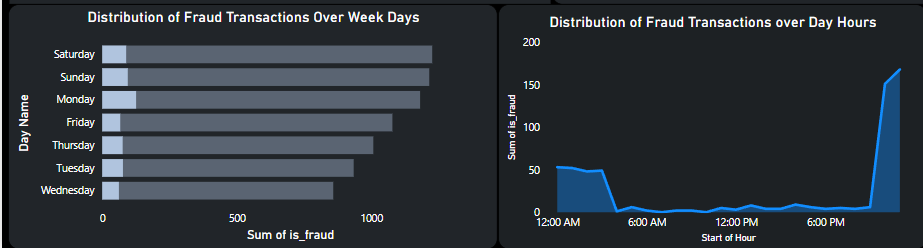 Distribution of Fraud Transactions Over Week Days
Day Name
Saturday
Sunday
Monday
Friday
Thursday
Tuesday
Wednesday
0 500 1000
Sum of is_fraud
Distribution of Fraud Transactions over Day Hours
Sum of is_fraud
200
150
100
50
0
12:00 AM 6:00 AM 12:00 PM 6:00 PM
Start of Hour